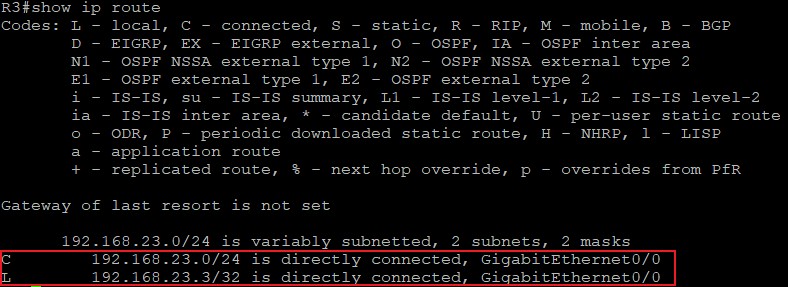 R3#show ip route
Codes: L - local, C - connected, S - static, R - RIP, M - mobile, B - BGP
D - EIGRP, EX - EIGRP external, O - OSPF, IA - OSPF inter area
N1 - OSPF NSSA external type 1, N2 - OSPF NSSA external type 2
E1 - OSPF external type 1, E2 - OSPF external type 2
i - IS-IS, su - IS-IS summary, L1 - IS-IS level-1, L2 - IS-IS level-2
ia - IS-IS inter area, * - candidate default, U - per-user static route
o - ODR, P - periodic downloaded static route, H - NHRP, l - LISP
a - application route
+ - replicated route, % - next hop override, p - overrides from PfR
Gateway of last resort is not set
192.168.23.0/24 is variably subnetted, 2 subnets, 2 masks
C 192.168.23.0/24 is directly connected, GigabitEthernet0/0
L 192.168.23.3/32 is directly connected, GigabitEthernet0/0